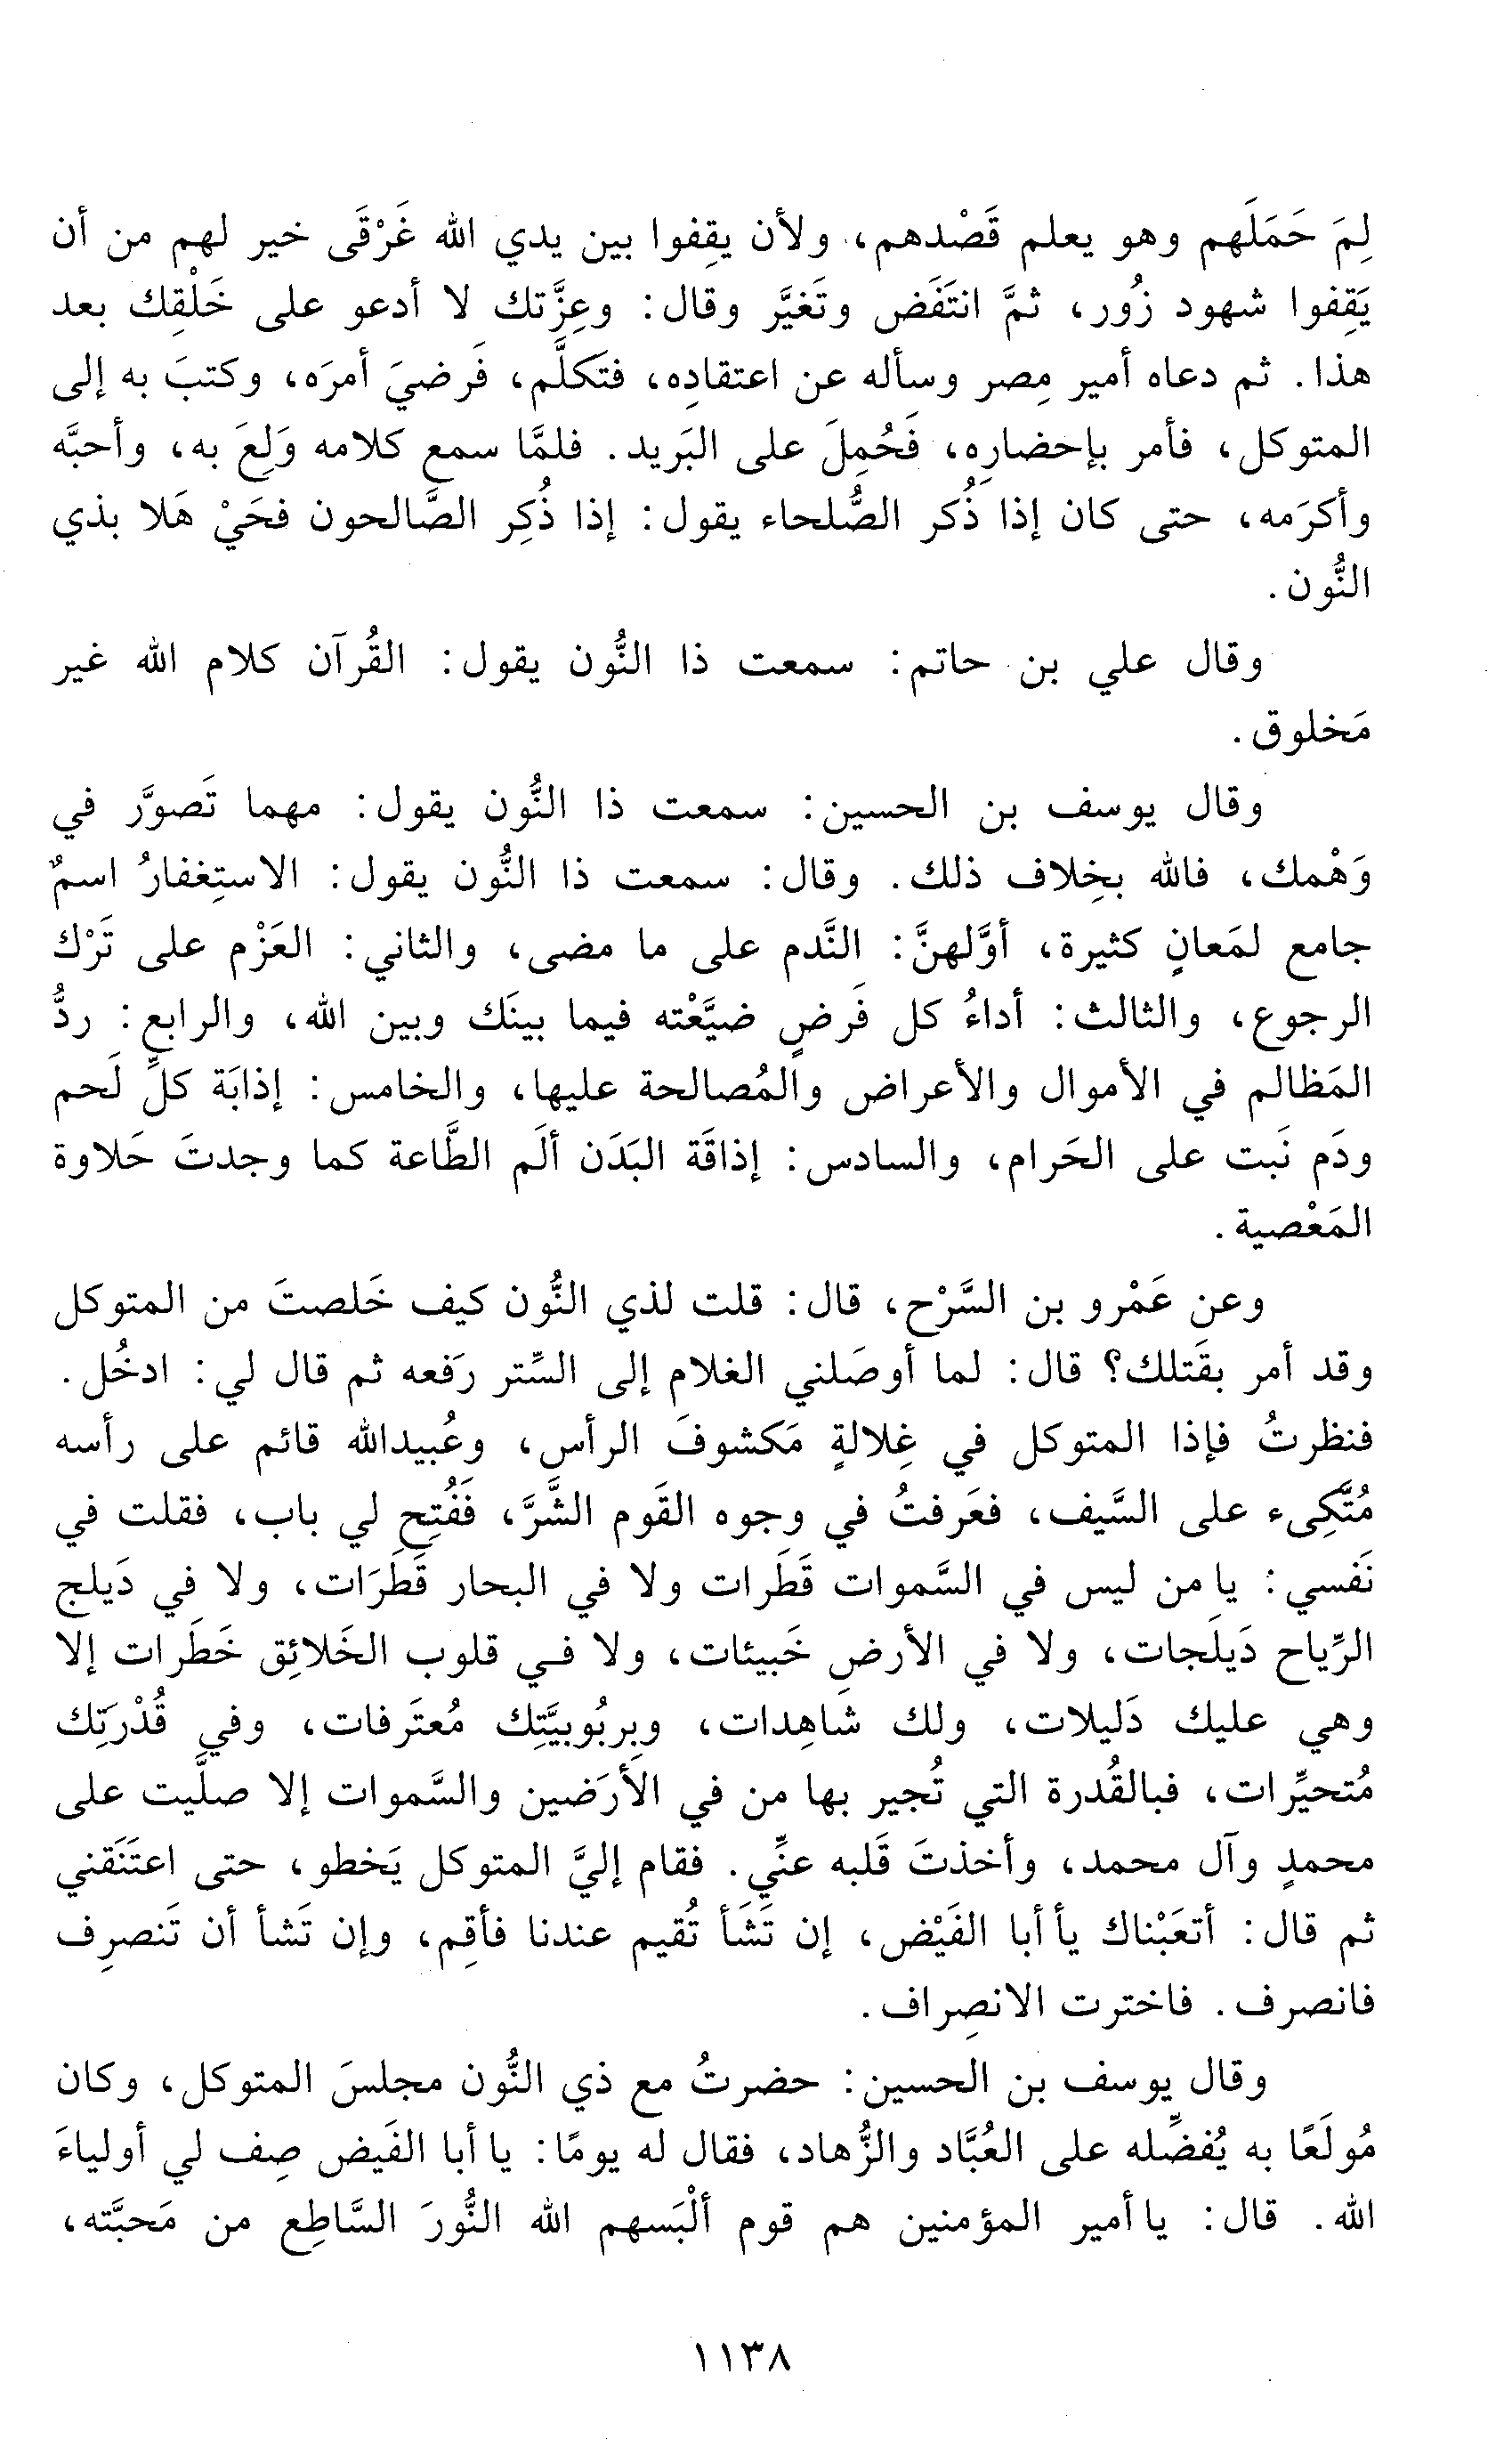 لِمَ حَمَلَهم وهو يعلم قَصْدهم، ولأن يقِفوا بين يدي الله غَرْقَى خير لهم من أن
يَقِفوا شهود زُور، ثمَّ انتَفَض وتَغيَّر وقال: وعِزَّتك لا أدعو على خَلْقِك بعد
هذا. ثم دعاه أمير مِصر وسأله عن اعتقادِه، فتَكلَّم، فَرضيَ أمرَه، وكتبَ به إلى
المتوكل، فأمر بإحضارِه، فَحُمِلَ على البَريد. فلمَّا سمع كلامه وَلِعَ به، وأحبَّه
وأكرَمه، حتى كان إذا ذُكر الصُّلحاء يقول: إذا ذُكِر الصَّالحون فحَيْ هَلا بذي
النُّون.
وقال علي بن حاتم: سمعت ذا النُّون يقول: القُرآن كلام الله غير
مَخلوق.
وقال يوسف بن الحسين: سمعت ذا النُّون يقول: مهما تَصوَّر في
وَهْمك، فالله بخِلاف ذلك. وقال: سمعت ذا النُّون يقول: الاستِغفارُ اسمٌ
جامع لمَعانٍ كثيرة، أوَّلهنَّ: النَّدم على ما مضى، والثاني: العَزْم على تَرْك
الرجوع، والثالث: أداءُ كل فَرضٍ ضيَّعْته فيما بينَك وبين الله، والرابع: ردُّ
المَظالم في الأموال والأعراض والمُصالحة عليها، والخامس: إذابَة كلِّ لَحم
ودَم نَبت على الحَرام، والسادس: إذاقَة البَدَن ألَم الطَّاعة كما وجدتَ حَلاوة
المَعْصية.
وعن عَمْرو بن السَّرْح، قال: قلت لذي النُّون كيف خَلصتَ من المتوكل
وقد أمر بقَتلك؟ قال: لما أوصَلني الغلام إلى السِّتر رَفعه ثم قال لي: ادخُل.
فنظرتُ فإذا المتوكل في غِلالةٍ مَكشوفَ الرأس، وعُبيدالله قائم على رأسه
مُتَّكِىء على السَّيف، فعَرفتُ في وجوه القَوم الشَّرَّ، فَفُتِح لي باب، فقلت في
نَفسي: يا من ليس في السَّموات قَطَرات ولا في البحار قَطَرَات، ولا في دَيلج
الرِّياح دَيلَجات، ولا في الأرضِ خَبيئات، ولا في قلوب الخَلائِق خَطَرات إلا
وهي عليك دَليلات، ولك شاهِدات، وبِربُوبيَّتِك مُعتَرفات، وفي قُدْرَتِك
مُتحيِّرات، فبالقُدرة التي تُجير بها من في الأَرَضين والسَّموات إلا صلَّيت على
محمدٍ وآل محمد، وأخذتَ قَلبه عنِّي. فقام إليَّ المتوكل يَخطو، حتى اعتَنَقني
ثم قال: أتعَبْناك يا أبا الفَيْض، إن تَشَأ تُقيم عندنا فأقِم، وإن تَشأ أن تَنصرِف
فانصرف. فاخترت الانصِراف.
وقال يوسف بن الحسين: حضرتُ مع ذي النُّون مجلسَ المتوكل، وكان
مُولَعًا به يُفضِّله على العُبَّاد والزُّهاد، فقال له يومًا: يا أبا الفَيض صِف لي أولياءَ
الله. قال: يا أمير المؤمنين هم قوم ألْبَسهم الله النُّورَ السَّاطِع من مَحبَّته،
١١٣٨